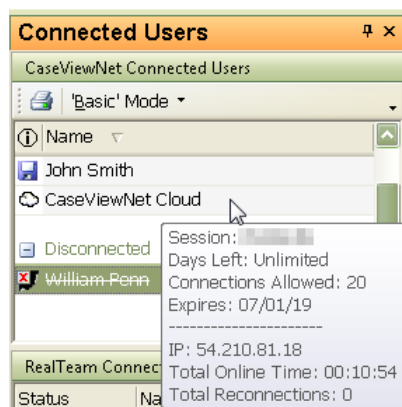 Connected Users
CaseViewNet Connected Users
'Basic' Mode
Name
John Smith
CaseViewNet Cloud
Disconnected
William Penn
Session:
Days Left: Unlimited
Connections Allowed: 20
Expires: 07/01/19
----------------------
IP: 54.210.81.18
Total Online Time: 00:10:54
Total Reconnections: 0
RealTeam Connec
Status Na